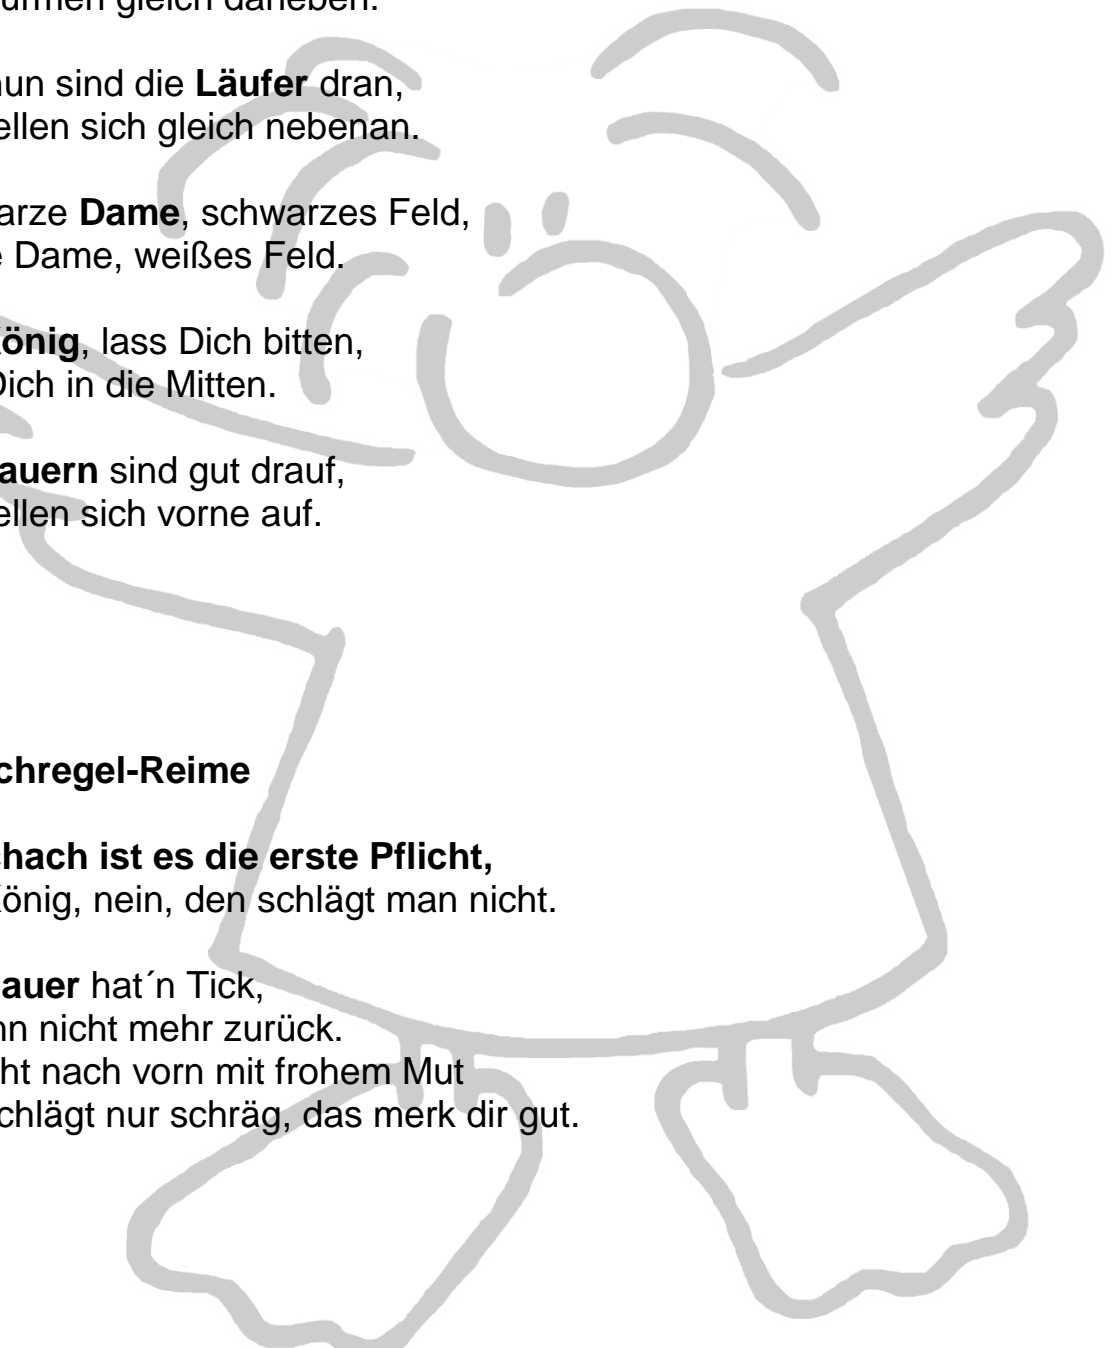 ürmen gleich daneben.
nun sind die Läufer dran,
ellen sich gleich nebenan.
arze Dame, schwarzes Feld,
e Dame, weißes Feld.
König, lass Dich bitten,
Dich in die Mitten.
auern sind gut drauf,
ellen sich vorne auf.
chregel-Reime
chach ist es die erste Pflicht,
König, nein, den schlägt man nicht.
auer hat´n Tick,
nn nicht mehr zurück.
ht nach vorn mit frohem Mut
chlägt nur schräg, das merk dir gut.